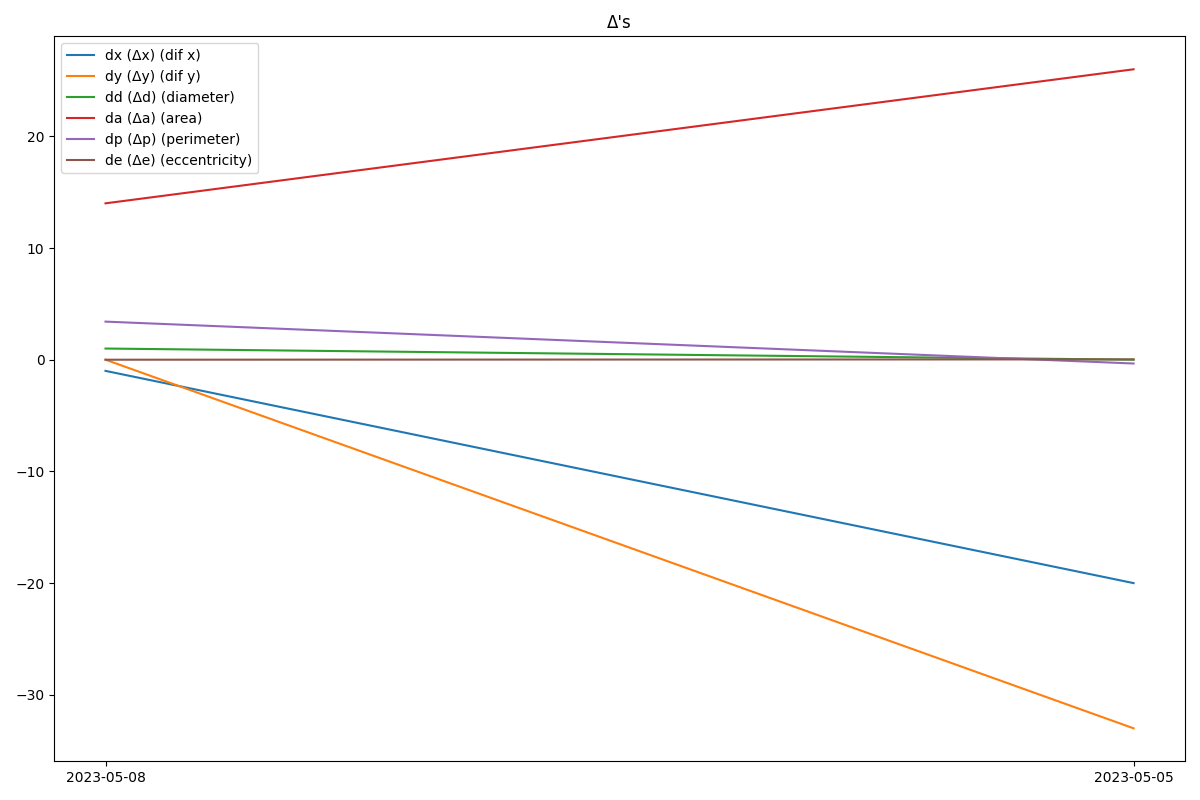 Δ's
dx (Δx) (dif x)
dy (Δy) (dif y)
dd (Δd) (diameter)
da (Δa) (area)
dp (Δp) (perimeter)
de (Δe) (eccentricity)
20
10
0
−10
−20
−30
2023-05-08 2023-05-05